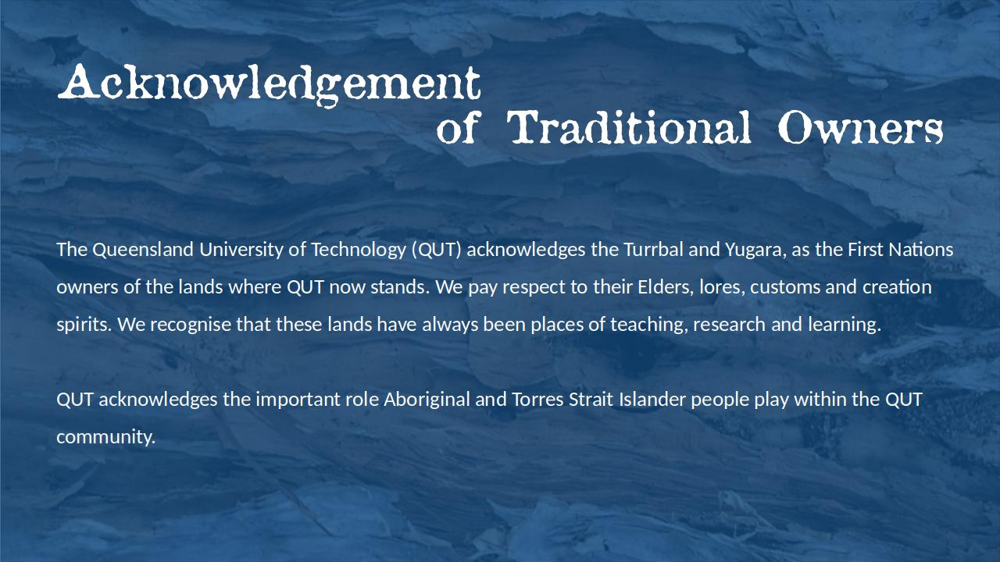 Acknowledgement
of Traditional Owners
The Queensland University of Technology (QUT) acknowledges the Turrbal and Yugara, as the First Nations
owners of the lands where QUT now stands. We pay respect to their Elders, lores, customs and creation
spirits. We recognise that these lands have always been places of teaching, research and learning.
QUT acknowledges the important role Aboriginal and Torres Strait Islander people play within the QUT
community.